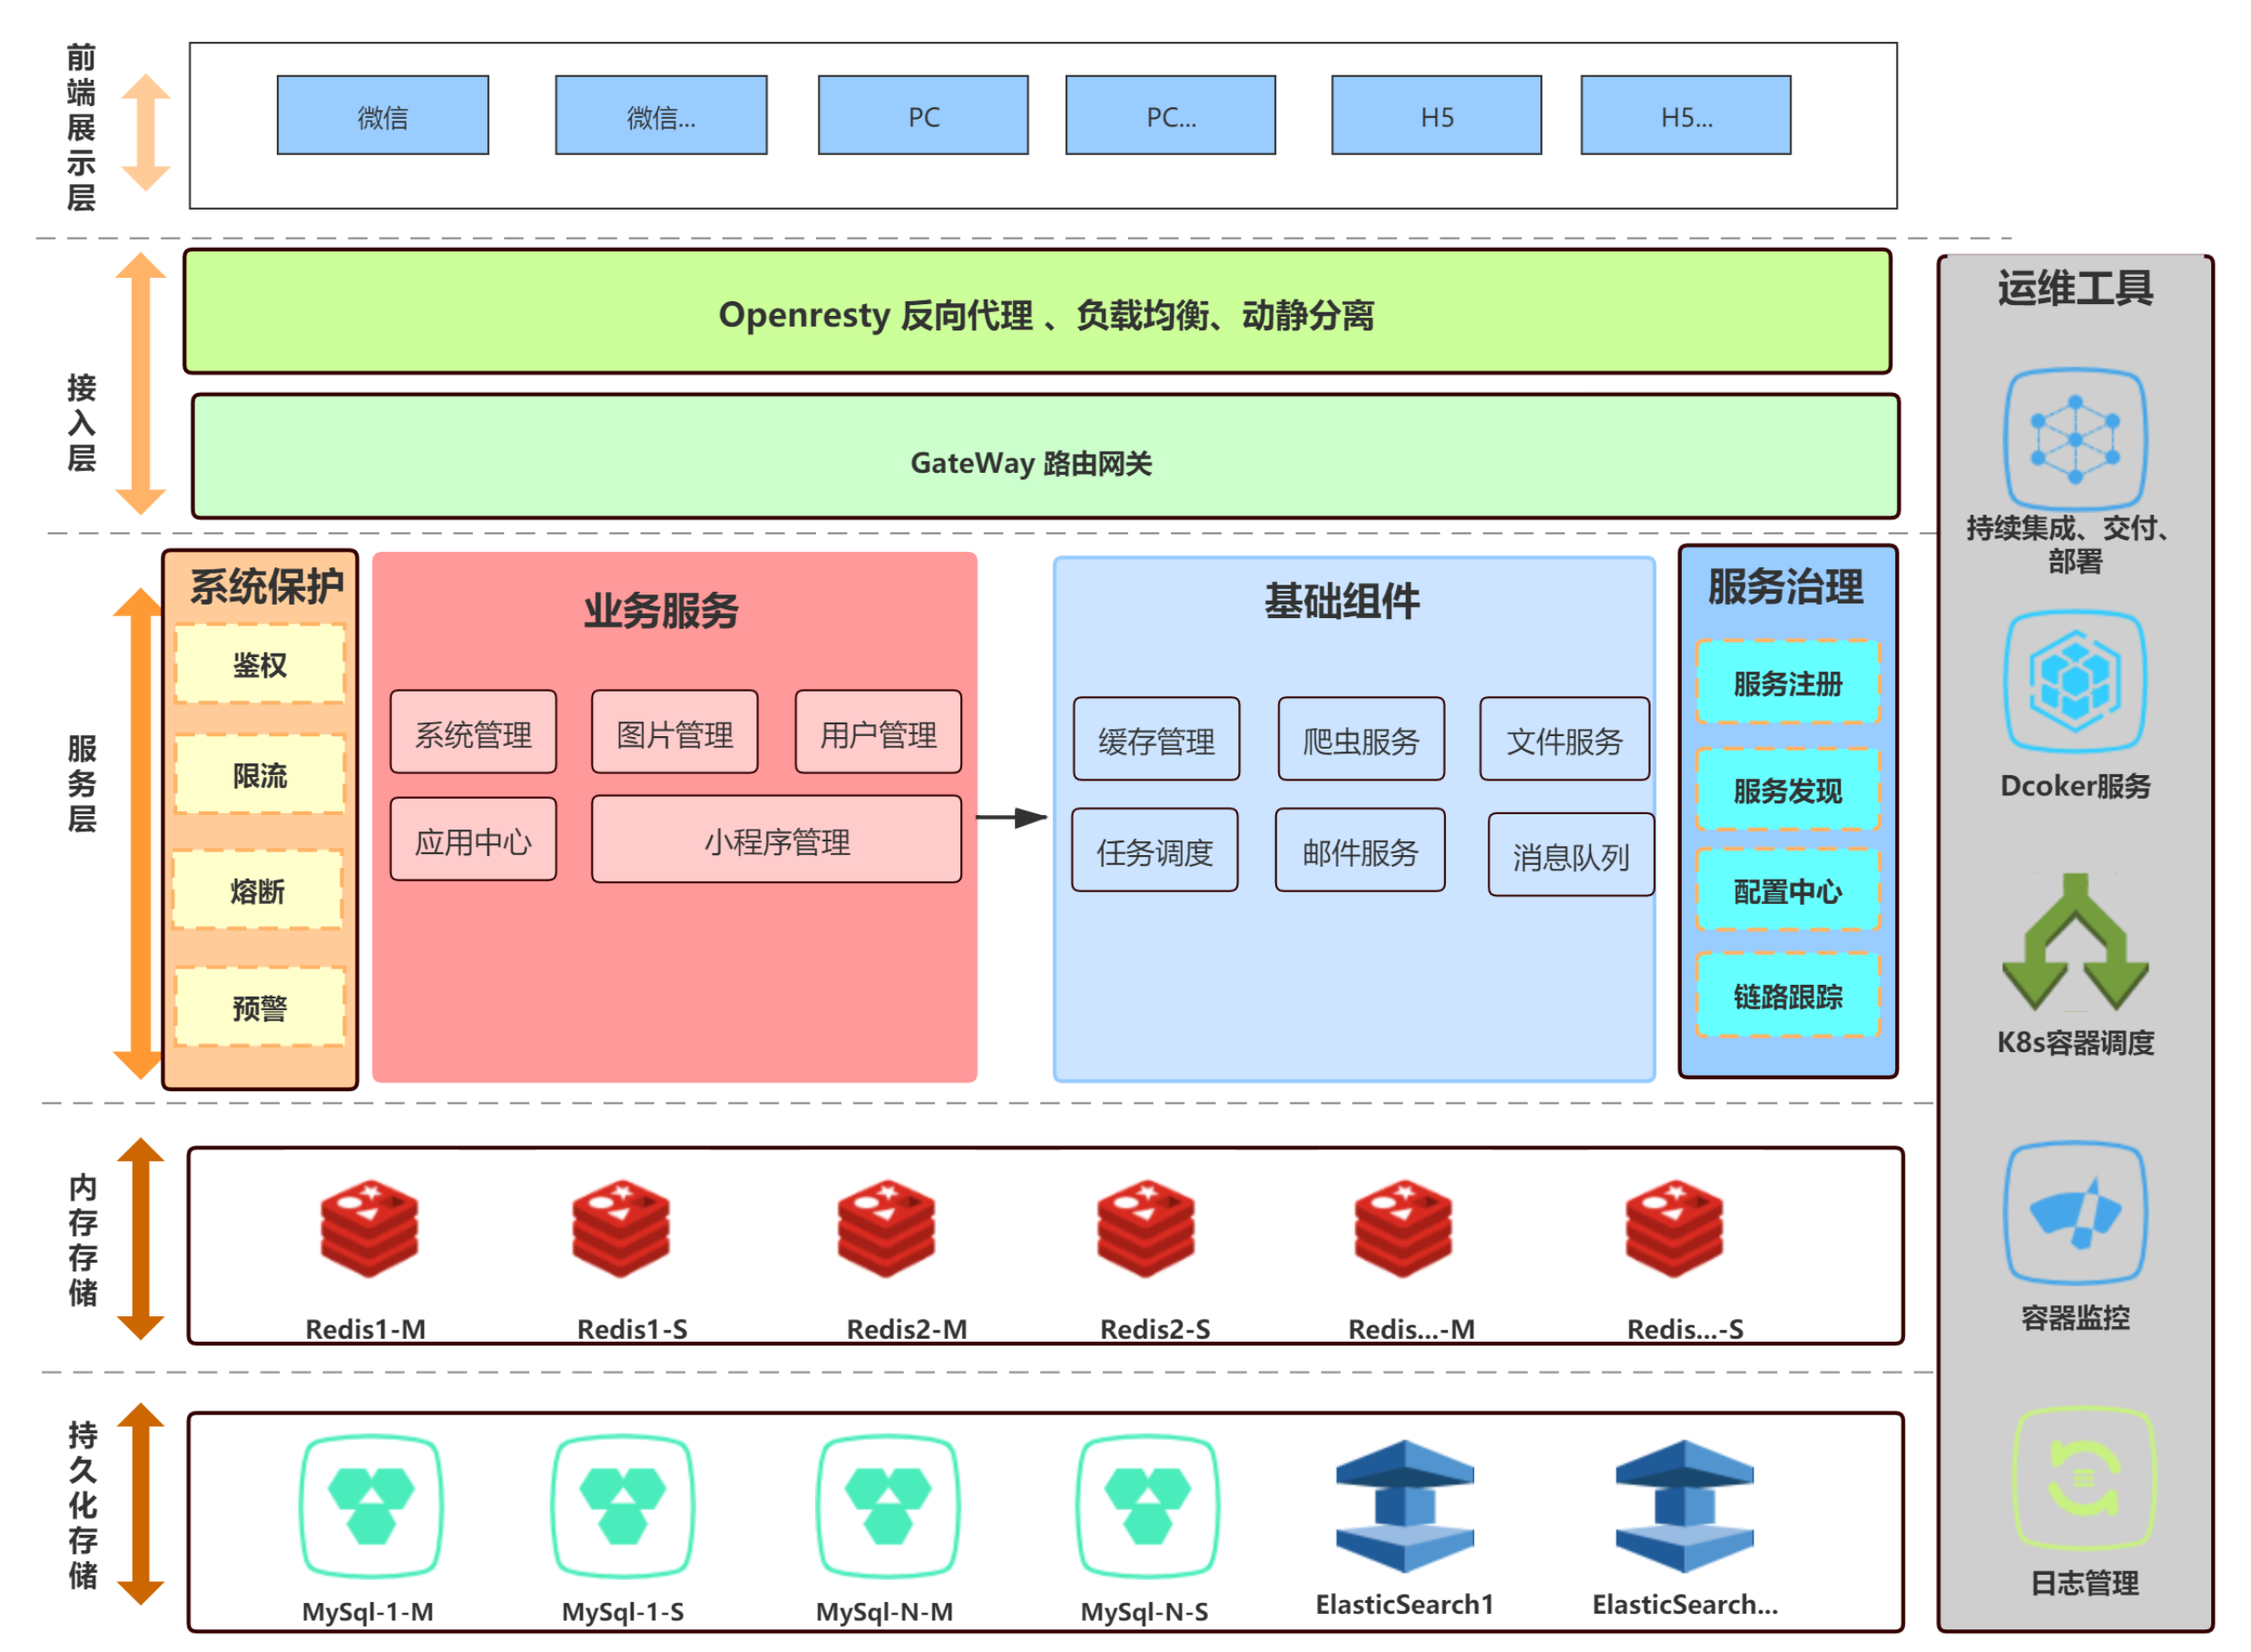 前端展示层
微信
微信...
PC
PC...
H5
H5...
接入层
Openresty 反向代理 、负载均衡、动静分离
GateWay 路由网关
服务层
系统保护
鉴权
限流
熔断
预警
业务服务
系统管理
图片管理
用户管理
应用中心
小程序管理
基础组件
缓存管理
爬虫服务
文件服务
任务调度
邮件服务
消息队列
服务治理
服务注册
服务发现
配置中心
链路跟踪
内存存储
Redis1-M
Redis1-S
Redis2-M
Redis2-S
Redis...-M
Redis...-S
持久化存储
MySql-1-M
MySql-1-S
MySql-N-M
MySql-N-S
ElasticSearch1
ElasticSearch...
运维工具
持续集成、交付、
部署
Dcoker服务
K8s容器调度
容器监控
日志管理